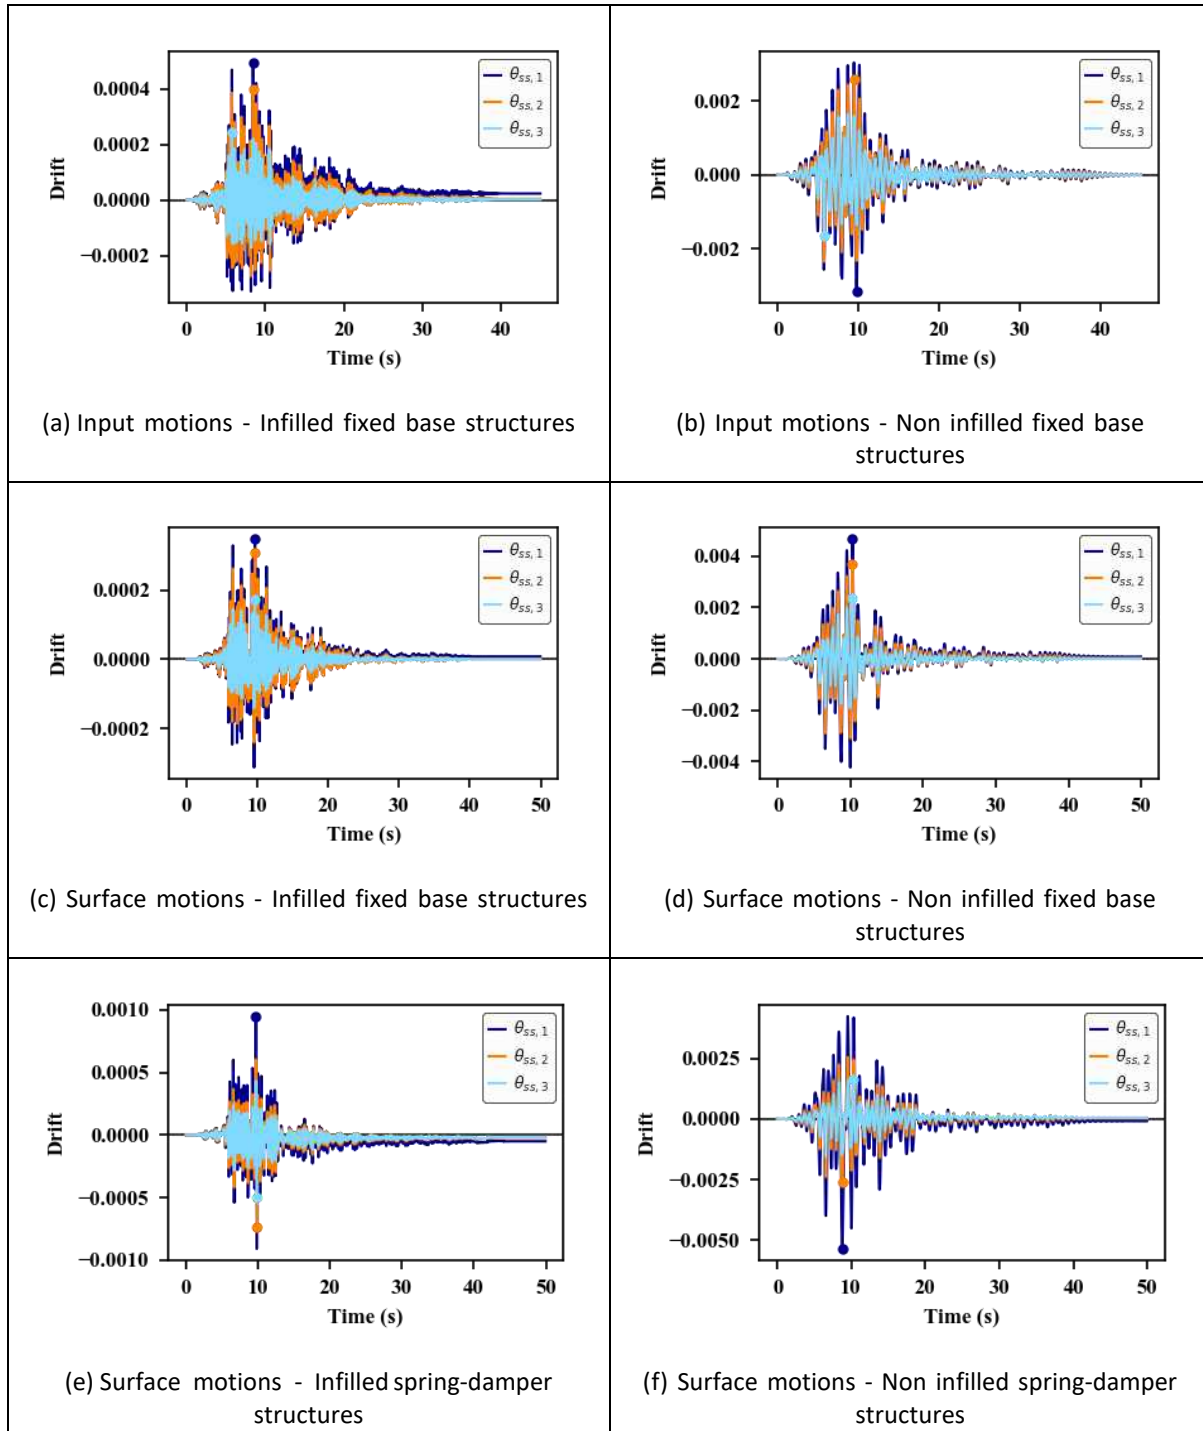 0.0004
0.0002
0.0000
−0.0002
Drift
θss, 1
θss, 2
θss, 3
0 10 20 30 40
Time (s)
(a) Input motions - Infilled fixed base structures
0.002
0.000
−0.002
Drift
θss, 1
θss, 2
θss, 3
0 10 20 30 40
Time (s)
(b) Input motions - Non infilled fixed base
structures
0.0002
0.0000
−0.0002
Drift
θss, 1
θss, 2
θss, 3
0 10 20 30 40 50
Time (s)
(c) Surface motions - Infilled fixed base structures
0.004
0.002
0.000
−0.002
−0.004
Drift
θss, 1
θss, 2
θss, 3
0 10 20 30 40 50
Time (s)
(d) Surface motions - Non infilled fixed base
structures
0.0010
0.0005
0.0000
−0.0005
−0.0010
Drift
θss, 1
θss, 2
θss, 3
0 10 20 30 40 50
Time (s)
(e) Surface motions - Infilled spring-damper
structures
0.0025
0.0000
−0.0025
−0.0050
Drift
θss, 1
θss, 2
θss, 3
0 10 20 30 40 50
Time (s)
(f) Surface motions - Non infilled spring-damper
structures